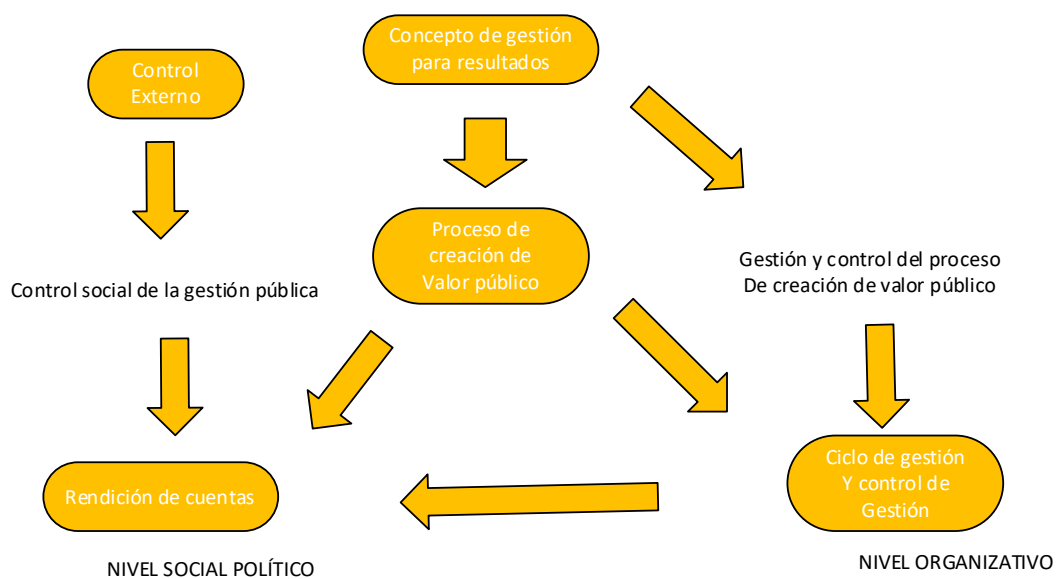 Concepto de gestión
para resultados
Control
Externo
Proceso de
creación de
Valor público
Gestión y control del proceso
De creación de valor público
Control social de la gestión pública
Ciclo de gestión
Y control de
Gestión
Rendición de cuentas
NIVEL SOCIAL POLÍTICO
NIVEL ORGANIZATIVO